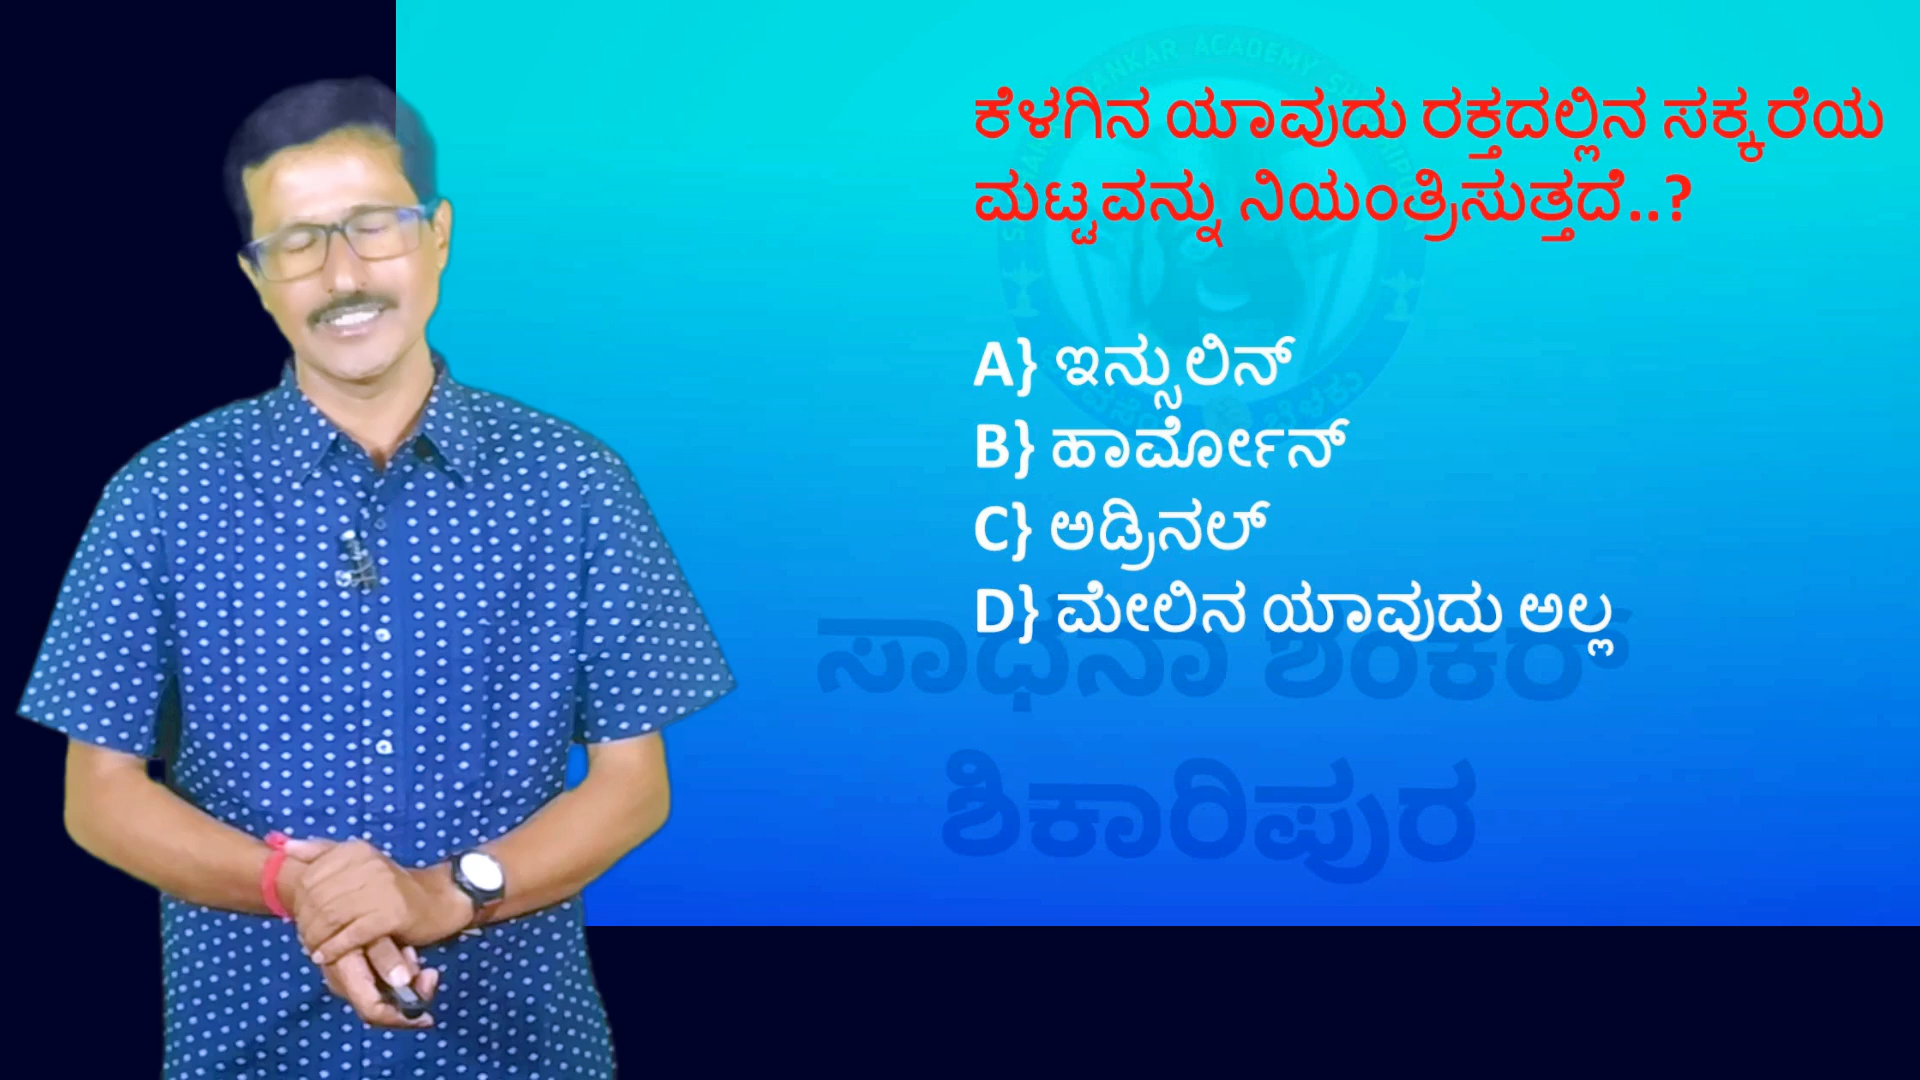 ಕೆಳಗಿನ ಯಾವುದು ರಕ್ತದಲ್ಲಿನ ಸಕ್ಕರೆಯ
ಮಟ್ಟವನ್ನು ನಿಯಂತ್ರಿಸುತ್ತದೆ..?
A} ಇನ್ಸುಲಿನ್
B} ಹಾರ್ಮೋನ್
C} ಅಡ್ರಿನಲ್
D} ಮೇಲಿನ ಯಾವುದು ಅಲ್ಲ
ಸಾಧನಾ ಶಂಕರ್
ಶಿಕಾರಿಪುರ